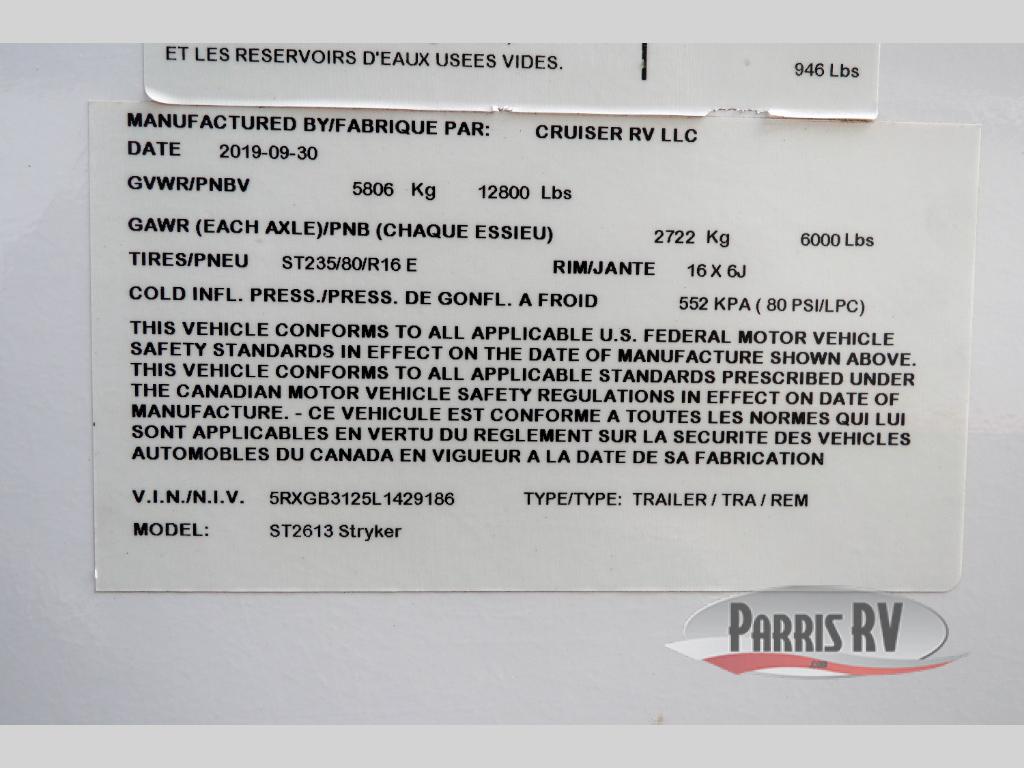 ET LES RESERVOIRS D'EAUX USEES VIDES.
946 Lbs
MANUFACTURED BY/FABRIQUE PAR: CRUISER RV LLC
DATE 2019-09-30
GVWR/PNBV 5806 Kg 12800 Lbs
GAWR (EACH AXLE)/PNB (CHAQUE ESSIEU) 2722 Kg 6000 Lbs
TIRES/PNEU ST235/80/R16 E RIM/JANTE 16 X 6J
COLD INFL. PRESS./PRESS. DE GONFL. A FROID 552 KPA ( 80 PSI/LPC)
THIS VEHICLE CONFORMS TO ALL APPLICABLE U.S. FEDERAL MOTOR VEHICLE
SAFETY STANDARDS IN EFFECT ON THE DATE OF MANUFACTURE SHOWN ABOVE.
THIS VEHICLE CONFORMS TO ALL APPLICABLE STANDARDS PRESCRIBED UNDER
THE CANADIAN MOTOR VEHICLE SAFETY REGULATIONS IN EFFECT ON DATE OF
MANUFACTURE. - CE VEHICULE EST CONFORME A TOUTES LES NORMES QUI LUI
SONT APPLICABLES EN VERTU DU REGLEMENT SUR LA SECURITE DES VEHICLES
AUTOMOBILES DU CANADA EN VIGUEUR A LA DATE DE SA FABRICATION
V.I.N./N.I.V. 5RXGB3125L1429186 TYPE/TYPE: TRAILER / TRA / REM
MODEL: ST2613 Stryker
PARRIS RV
.com